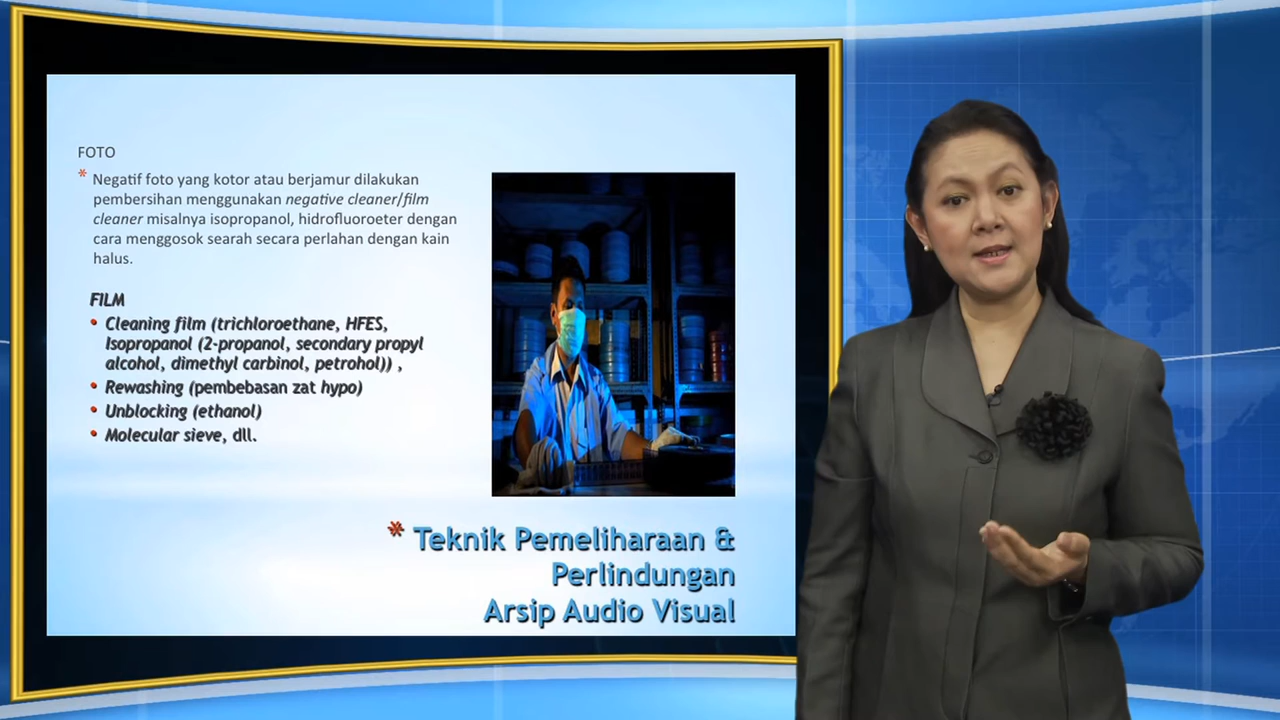 FOTO
* Negatif foto yang kotor atau berjamur dilakukan
pembersihan menggunakan negative cleaner/film
cleaner misalnya isopropanol, hidrofluoroeter dengan
cara menggosok searah secara perlahan dengan kain
halus.
FILM
• Cleaning film (trichloroethane, HFES,
Isopropanol (2-propanol, secondary propyl
alcohol, dimethyl carbinol, petrohol)) ,
• Rewashing (pembebasan zat hypo)
• Unblocking (ethanol)
• Molecular sieve, dll.
* Teknik Pemeliharaan &
Perlindungan
Arsip Audio Visual